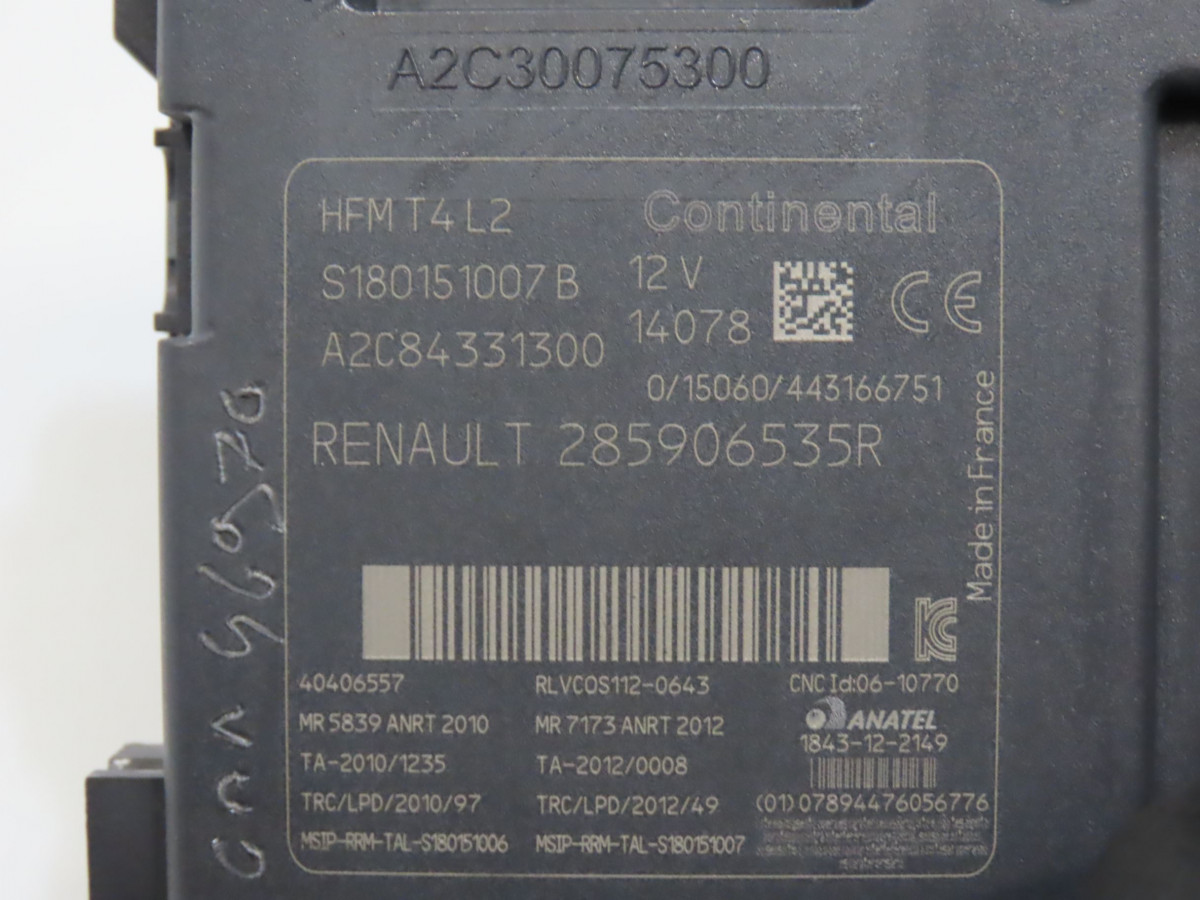 A2C30075300
HFM T4 L2
Continental
S180151007B
12 V
A2C84331300
14078
CE
0/15060/443166751
RENAULT 285906535R
Made in France
40406557
RLVCOS112-0643
CNC Id:06-10770
MR 5839 ANRT 2010
MR 7173 ANRT 2012
ANATEL
1843-12-2149
TA-2010/1235
TA-2012/0008
TRC/LPD/2010/97
TRC/LPD/2012/49
(01)07894476056776
MSIP-RRM-TAL-S180151006
MSIP-RRM-TAL-S180151007